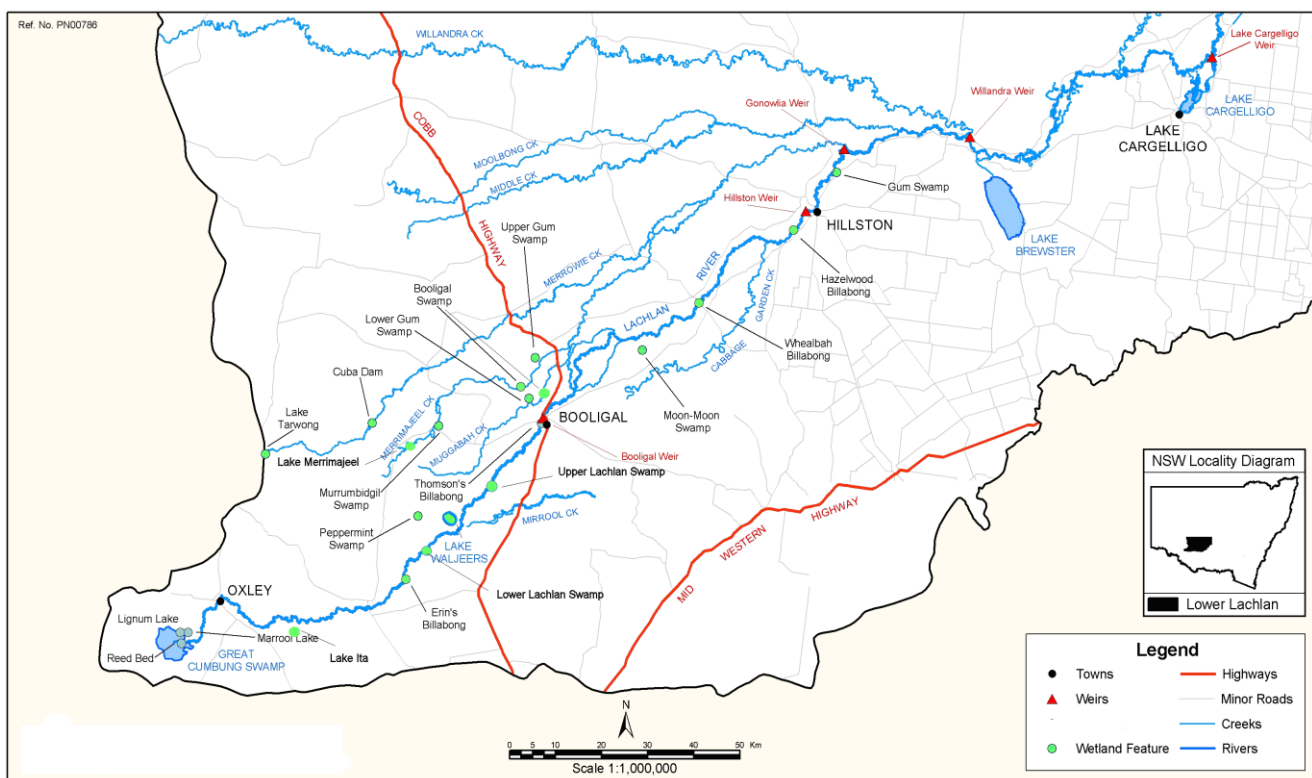 Ref. No. PN00786
WILLANDRA CK
Lake Cargelligo
Weir
COBB
HIGHWAY
Gonowlia Weir
Willandra Weir
LAKE
CARGELLIGO
LAKE
CARGELLIGO
MOOLBONG CK
MIDDLE CK
Gum Swamp
Hillston Weir
HILLSTON
LAKE
BREWSTER
Upper Gum
Swamp
MERROWIE CK
RIVER
LACHLAN
GARDEN CK
CABBAGE
Hazelwood
Billabong
Booligal
Swamp
Lower Gum
Swamp
Whealbah
Billabong
Cuba Dam
Moon-Moon
Swamp
Lake
Tarwong
MERRIMAJEEL CK
MUGGABAH CK
BOOLIGAL
Lake Merrimajeel
Booligal Weir
Murrumbidgil
Swamp
Thomson's
Billabong
Upper Lachlan Swamp
MIRROOL CK
Peppermint
Swamp
LAKE
WALJEERS
MID
WESTERN
HIGHWAY
OXLEY
Lower Lachlan Swamp
Erin's
Billabong
Lignum Lake
Marrool Lake
Reed Bed
GREAT
CUMBUNG SWAMP
Lake Ita
NSW Locality Diagram
Lower Lachlan
Legend
Towns
Highways
Weirs
Minor Roads
Creeks
Wetland Feature
Rivers
N
0 5 10 20 30 40 50 Km
Scale 1:1,000,000